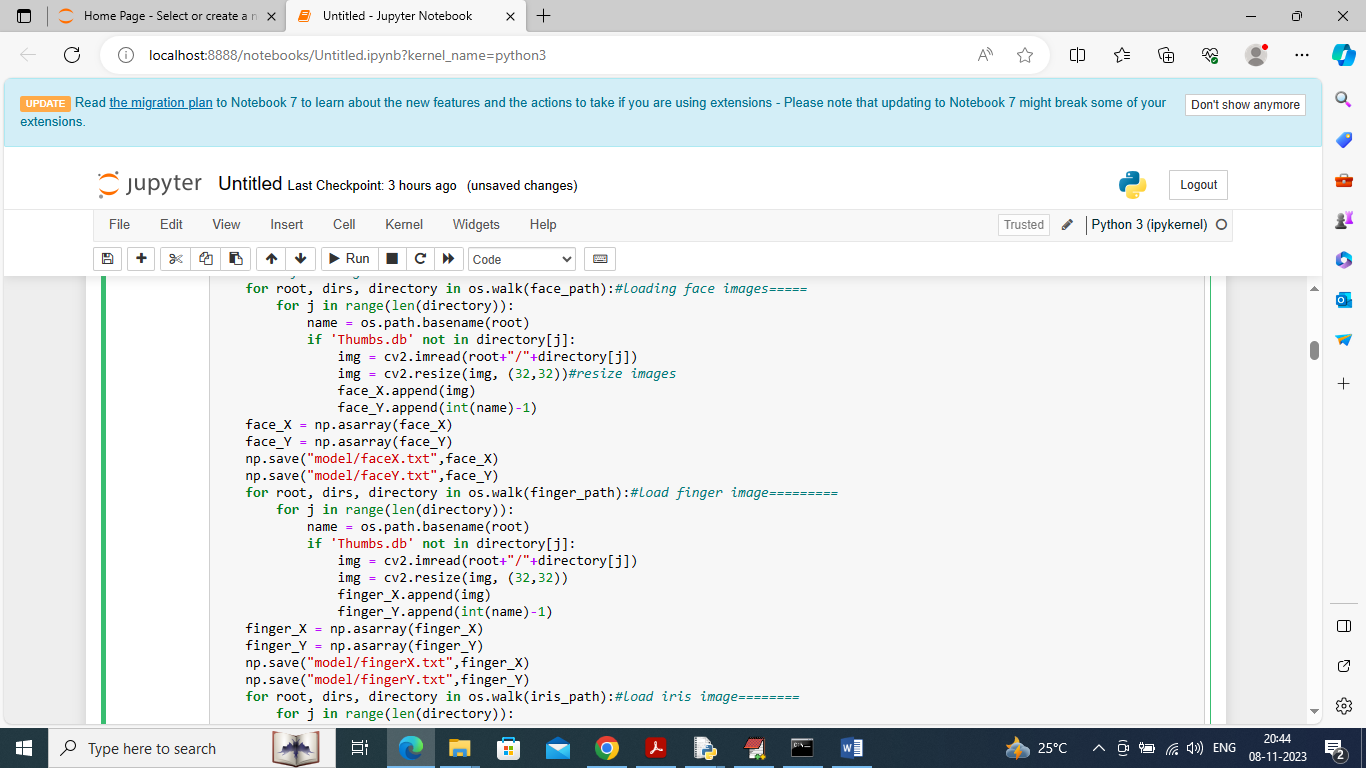 Home Page - Select or create a n
Untitled - Jupyter Notebook
localhost:8888/notebooks/Untitled.ipynb?kernel_name=python3
UPDATE Read the migration plan to Notebook 7 to learn about the new features and the actions to take if you are using extensions - Please note that updating to Notebook 7 might break some of your
extensions.
Don't show anymore
jupyter Untitled Last Checkpoint: 3 hours ago (unsaved changes)
Logout
File Edit View Insert Cell Kernel Widgets Help
Trusted Python 3 (ipykernel)
Run Code
for root, dirs, directory in os.walk(face_path):#loading face images=====
for j in range(len(directory)):
name = os.path.basename(root)
if 'Thumbs.db' not in directory[j]:
img = cv2.imread(root+"/"+directory[j])
img = cv2.resize(img, (32,32))#resize images
face_X.append(img)
face_Y.append(int(name)-1)
face_X = np.asarray(face_X)
face_Y = np.asarray(face_Y)
np.save("model/faceX.txt",face_X)
np.save("model/faceY.txt",face_Y)
for root, dirs, directory in os.walk(finger_path):#load finger image=========
for j in range(len(directory)):
name = os.path.basename(root)
if 'Thumbs.db' not in directory[j]:
img = cv2.imread(root+"/"+directory[j])
img = cv2.resize(img, (32,32))
finger_X.append(img)
finger_Y.append(int(name)-1)
finger_X = np.asarray(finger_X)
finger_Y = np.asarray(finger_Y)
np.save("model/fingerX.txt",finger_X)
np.save("model/fingerY.txt",finger_Y)
for root, dirs, directory in os.walk(iris_path):#load iris image========
for j in range(len(directory)):
Type here to search
25°C
ENG
20:44
08-11-2023
2